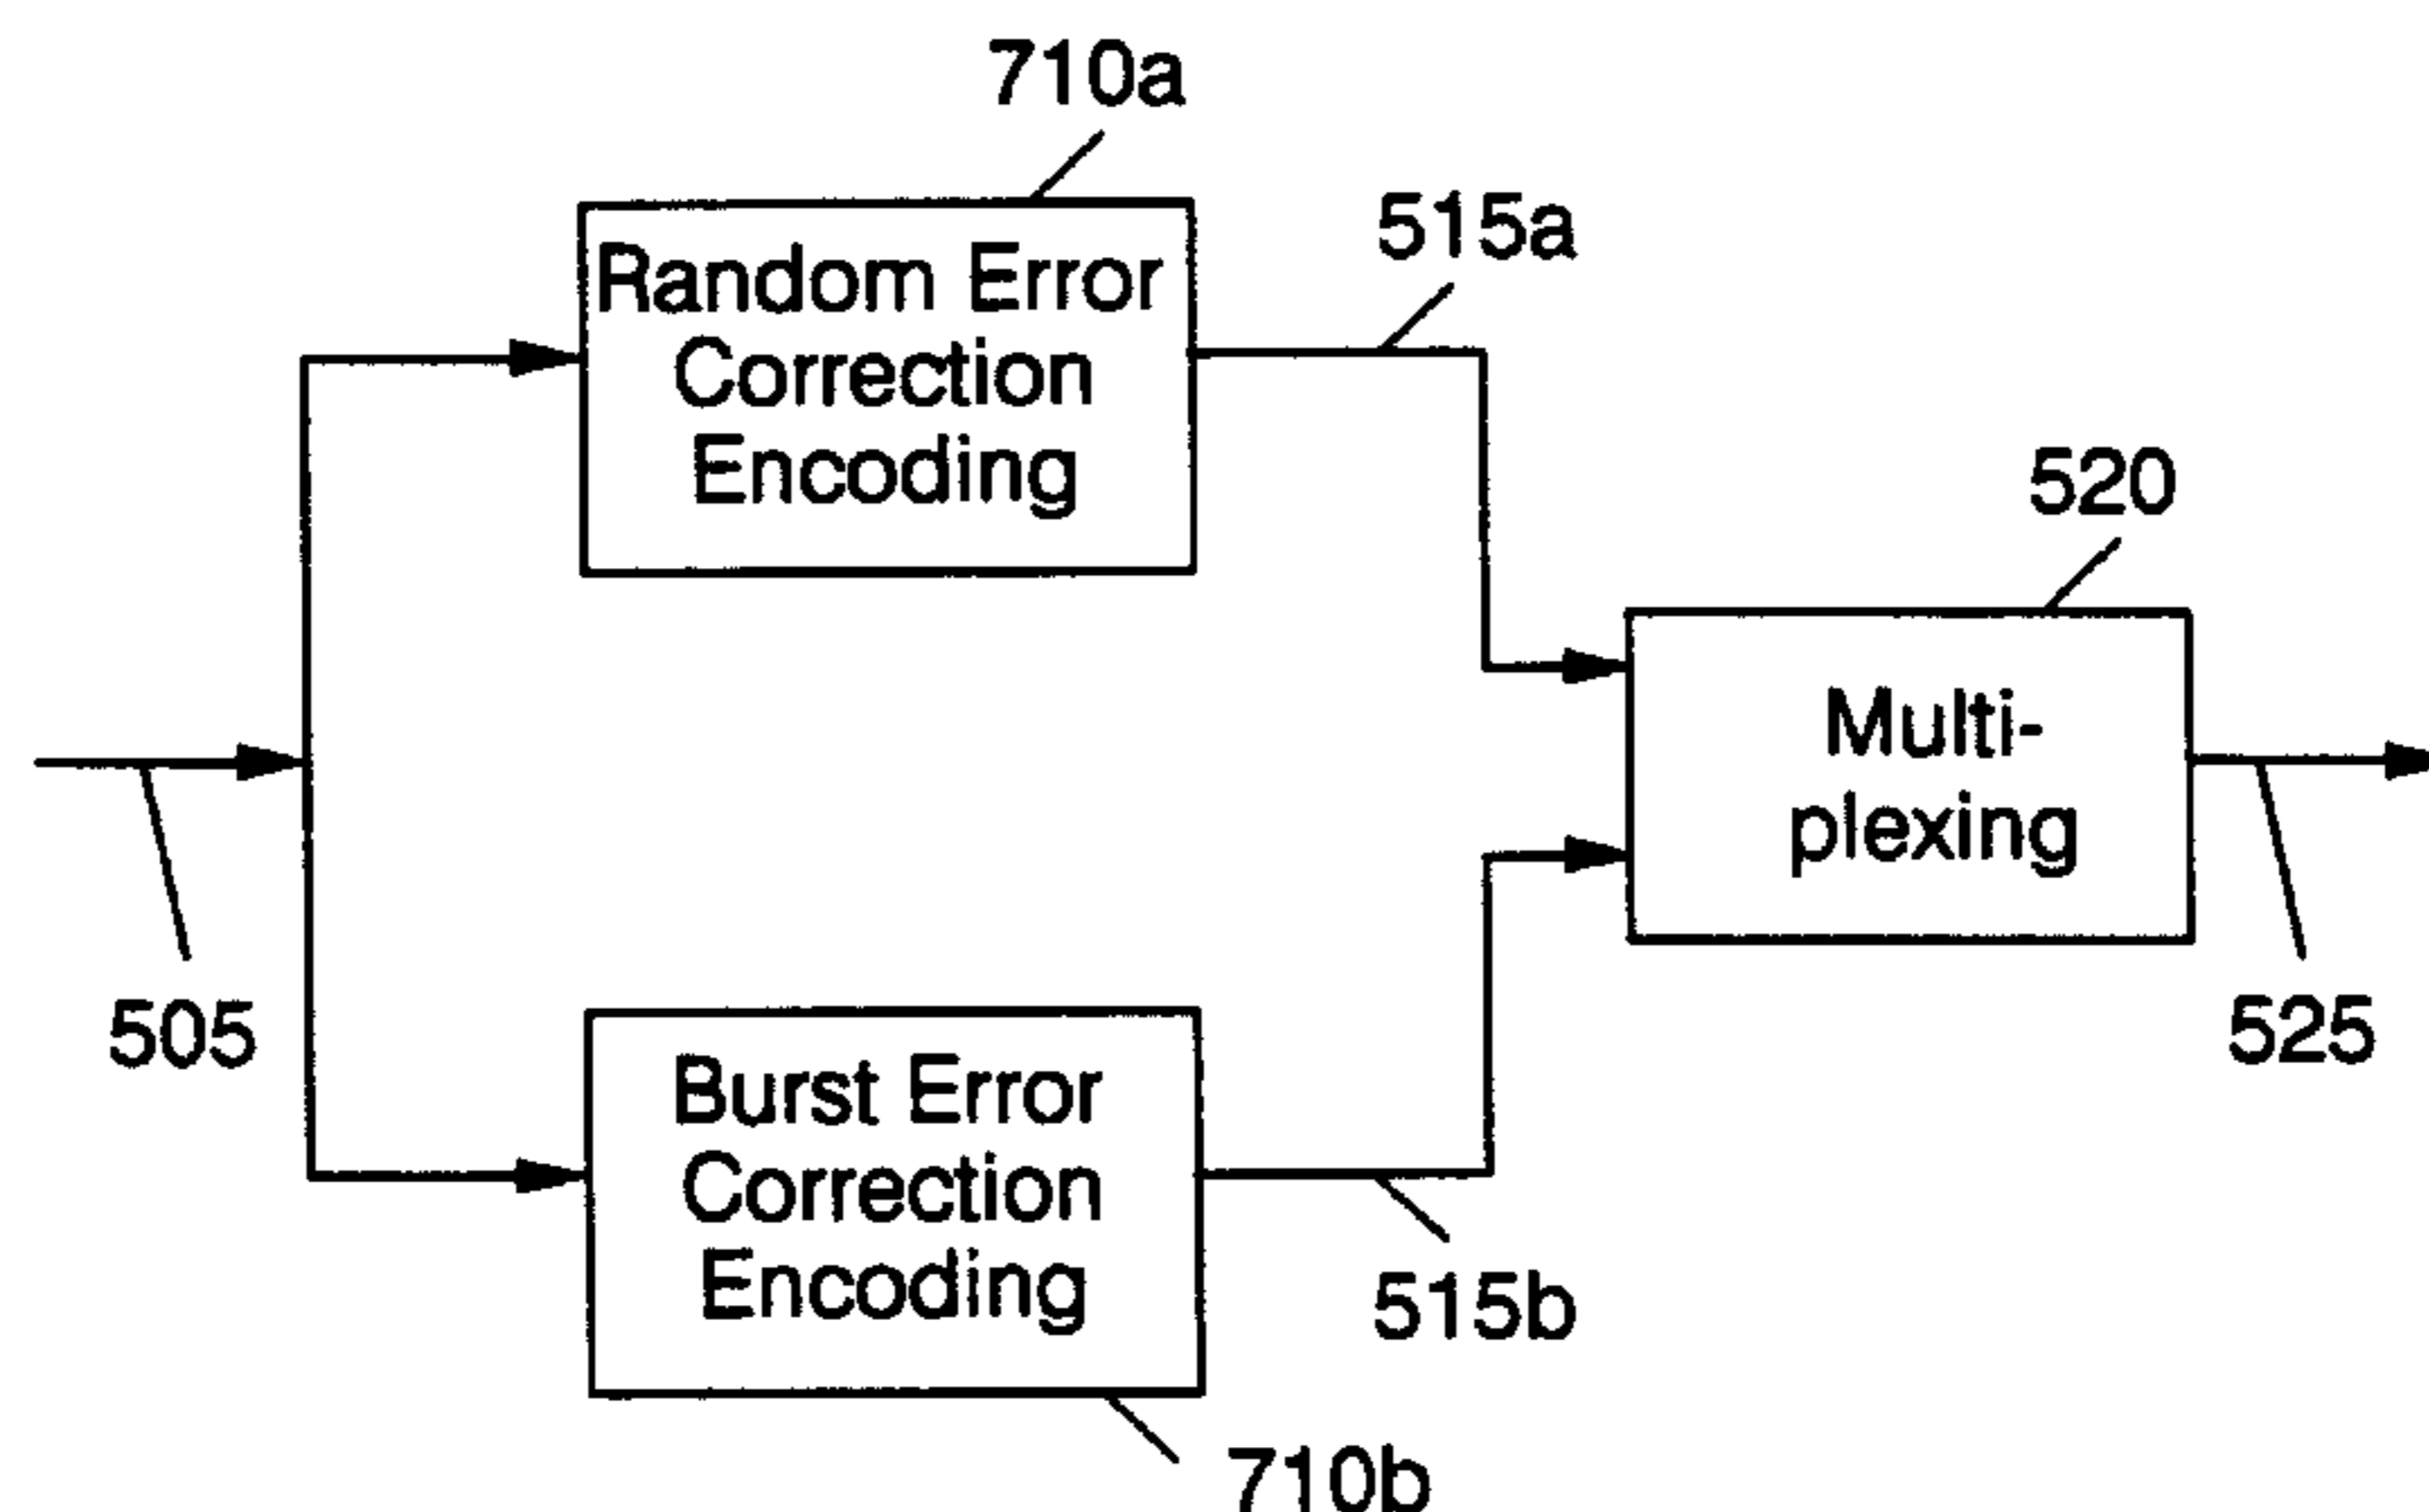 710a
515a
Random Error
Correction
Encoding
520
Multi-
plexing
505
525
Burst Error
Correction
Encoding
515b
710b